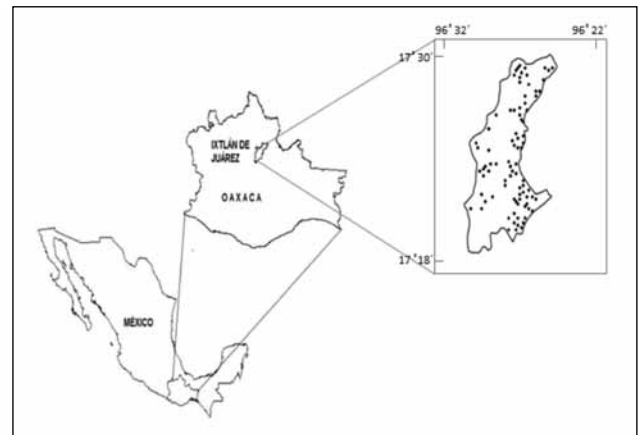 96° 32' 96° 22'
17° 30'
IXTLÁN DE
JUÁREZ
OAXACA
17° 18'
MÉXICO